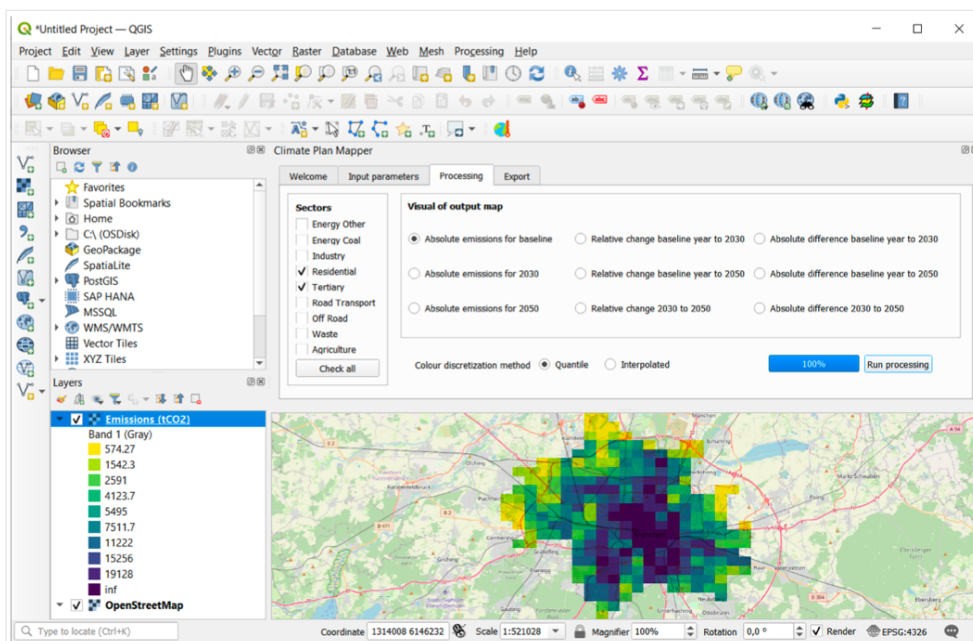 *Untitled Project — QGIS
Project Edit View Layer Settings Plugins Vector Raster Database Web Mesh Processing Help
Browser
Favorites
Spatial Bookmarks
Home
C:\ (OSDisk)
GeoPackage
SpatiaLite
PostGIS
SAP HANA
MSSQL
WMS/WMTS
Vector Tiles
XYZ Tiles
Layers
Emissions (tCO2)
Band 1 (Gray)
574.27
1542.3
2591
4123.7
5495
7511.7
11222
15256
19128
inf
OpenStreetMap
Climate Plan Mapper
Welcome Input parameters Processing Export
Sectors
Energy Other
Energy Coal
Industry
Residential
Tertiary
Road Transport
Off Road
Waste
Agriculture
Check all
Visual of output map
Absolute emissions for baseline Relative change baseline year to 2030 Absolute difference baseline year to 2030
Absolute emissions for 2030 Relative change baseline year to 2050 Absolute difference baseline year to 2050
Absolute emissions for 2050 Relative change 2030 to 2050 Absolute difference 2030 to 2050
Colour discretization method Quantile Interpolated 100% Run processing
Type to locate (Ctrl+K) Coordinate 1314008 6146232 Scale 1:521028 Magnifier 100% Rotation 0,0 ° Render EPSG:4326